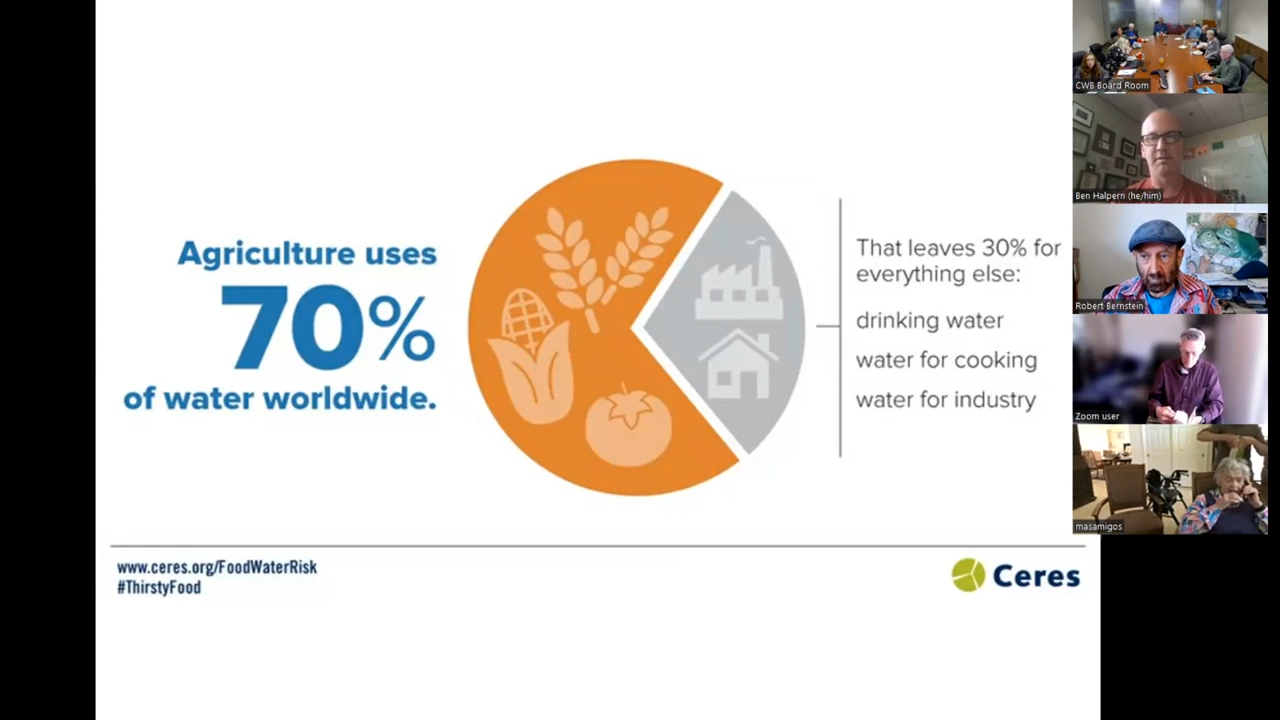 Agriculture uses
70%
of water worldwide.
That leaves 30% for
everything else:
drinking water
water for cooking
water for industry
www.ceres.org/FoodWaterRisk
#ThirstyFood
Ceres
CWB Board Room
Ben Halpern (he/him)
Robert Bernstein
Zoom user
masamigos